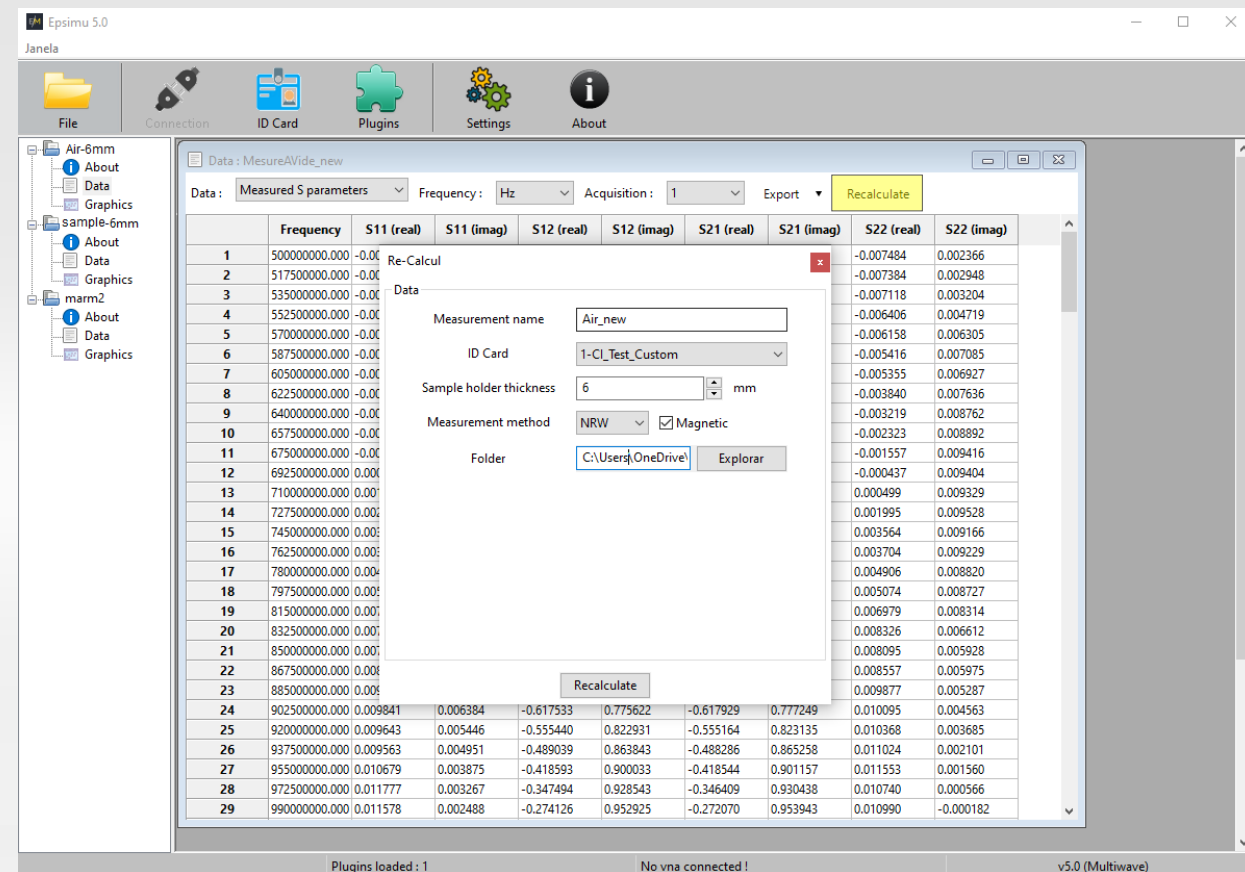 Epsimu 5.0
Janela
File Connection ID Card Plugins Settings About
Air-6mm
About
Data
Graphics
sample-6mm
About
Data
Graphics
marm2
About
Data
Graphics
Data : MesureAVide_new
Data : Measured S parameters Frequency : Hz Acquisition : 1 Export Recalculate
Frequency S11 (real) S11 (imag) S12 (real) S12 (imag) S21 (real) S21 (imag) S22 (real) S22 (imag)
1 500000000.000 -0.007484 0.002366
2 517500000.000 -0.007384 0.002948
3 535000000.000 -0.007118 0.003204
4 552500000.000 -0.006406 0.004719
5 570000000.000 -0.006158 0.006305
6 587500000.000 -0.005416 0.007085
7 605000000.000 -0.005355 0.006927
8 622500000.000 -0.003840 0.007636
9 640000000.000 -0.003219 0.008762
10 657500000.000 -0.002323 0.008892
11 675000000.000 -0.001557 0.009416
12 692500000.000 -0.000437 0.009404
13 710000000.000 0.000499 0.009329
14 727500000.000 0.001995 0.009528
15 745000000.000 0.003564 0.009166
16 762500000.000 0.003704 0.009229
17 780000000.000 0.004906 0.008820
18 797500000.000 0.005074 0.008727
19 815000000.000 0.006979 0.008314
20 832500000.000 0.008326 0.006612
21 850000000.000 0.008095 0.005928
22 867500000.000 0.008557 0.005975
23 885000000.000 0.009877 0.005287
24 902500000.000 0.009841 0.006384 -0.617533 0.775622 -0.617929 0.777249 0.010095 0.004563
25 920000000.000 0.009643 0.005446 -0.555440 0.822931 -0.555164 0.823135 0.010368 0.003685
26 937500000.000 0.009563 0.004951 -0.489039 0.863843 -0.488286 0.865258 0.011024 0.002101
27 955000000.000 0.010679 0.003875 -0.418593 0.900033 -0.418544 0.901157 0.011553 0.001560
28 972500000.000 0.011777 0.003267 -0.347494 0.928543 -0.346409 0.930438 0.010740 0.000566
29 990000000.000 0.011578 0.002488 -0.274126 0.952925 -0.272070 0.953943 0.010990 -0.000182
Re-Calcul
x
Data
Measurement name Air_new
ID Card 1-CI_Test_Custom
Sample holder thickness 6 mm
Measurement method NRW Magnetic
Folder C:\Users\OneDrive\ Explorar
Recalculate
Plugins loaded : 1 No vna connected ! v5.0 (Multiwave)